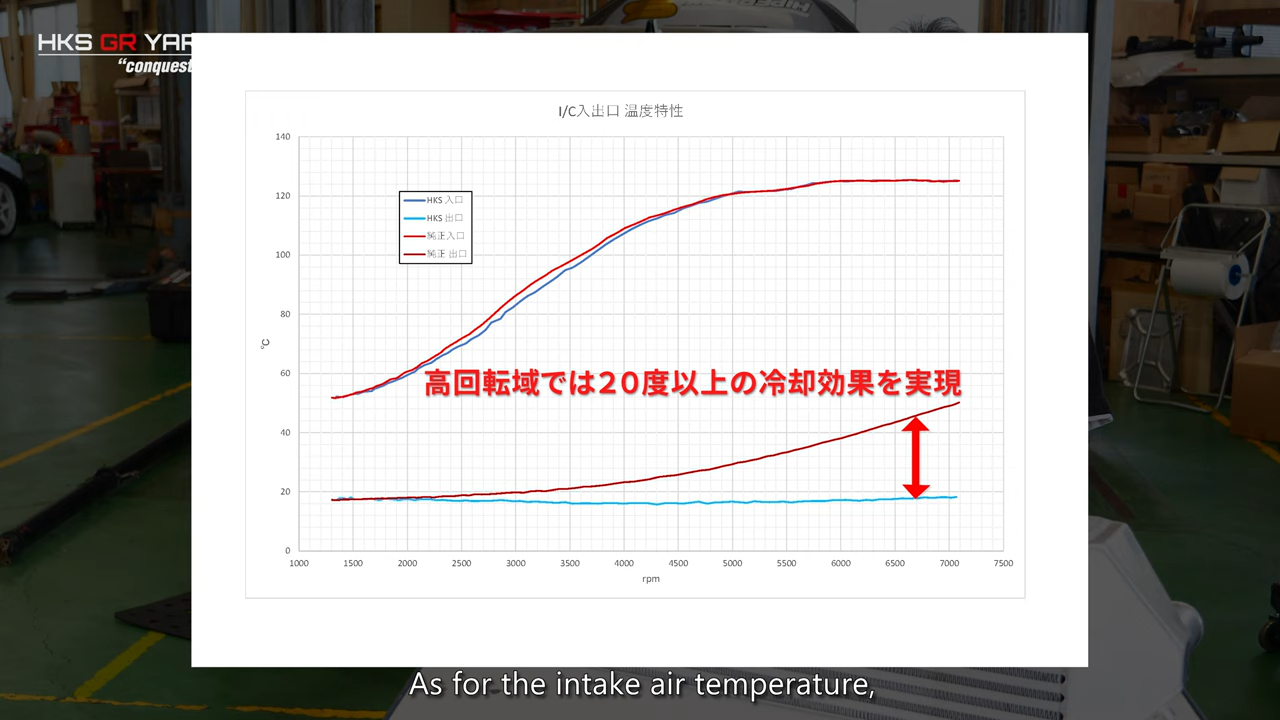 HKS GR YAR
“conquest
I/C入出口 温度特性
140
120
100
80
60
40
20
0
℃
HKS 入口
HKS 出口
純正入口
純正 出口
高回転域では20度以上の冷却効果を実現
1000 1500 2000 2500 3000 3500 4000 4500 5000 5500 6000 6500 7000 7500
rpm
As for the intake air temperature,